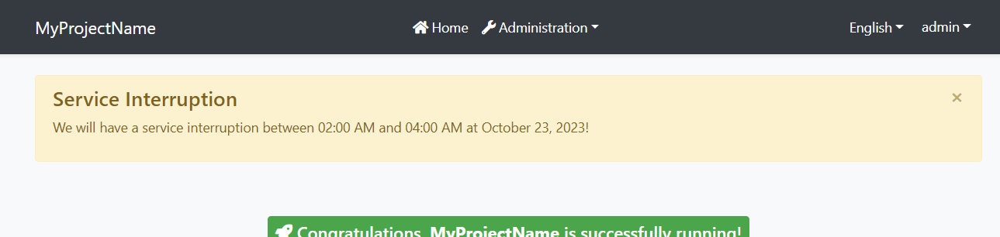 MyProjectName Home Administration English admin
Service Interruption ×
We will have a service interruption between 02:00 AM and 04:00 AM at October 23, 2023!
Congratulations, MyProjectName is successfully running!